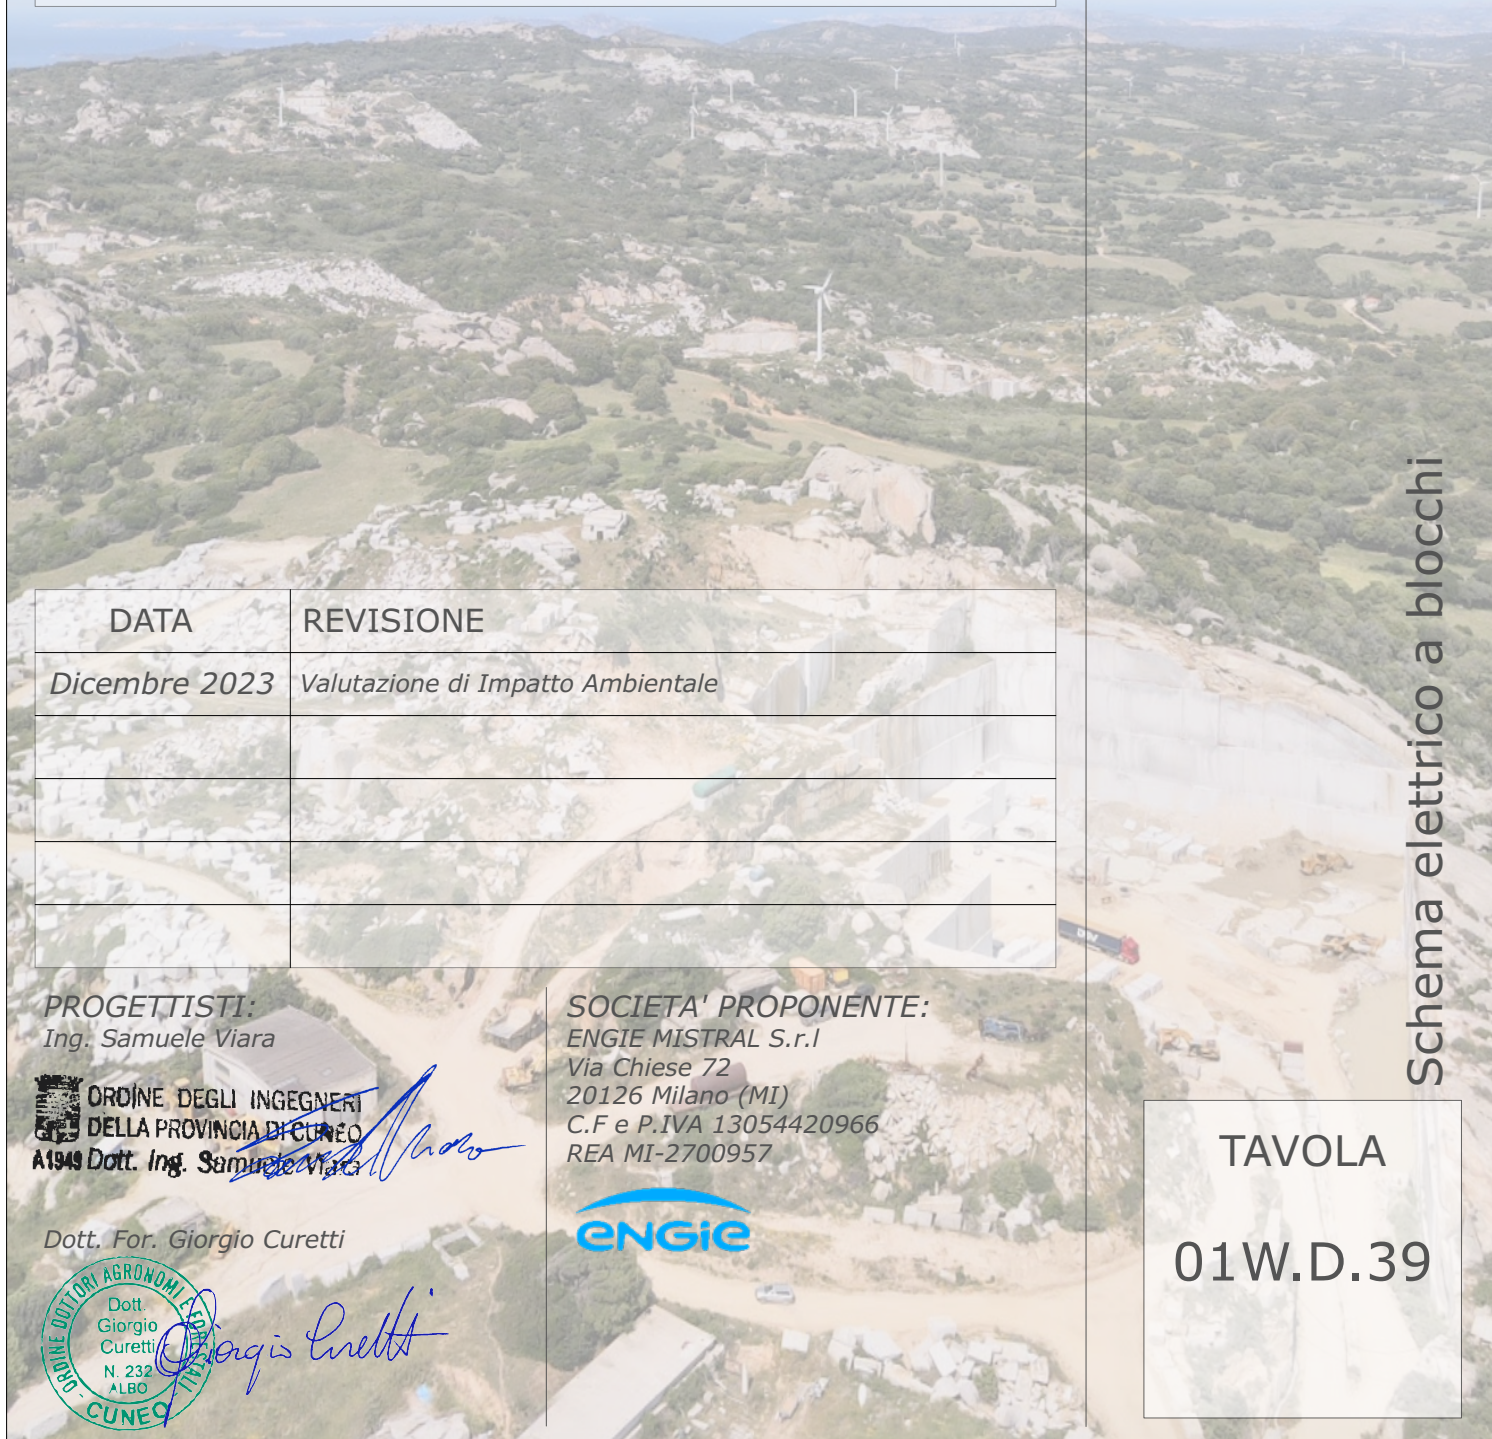 DATA
REVISIONE
Dicembre 2023
Valutazione di Impatto Ambientale
PROGETTISTI:
Ing. Samuele Viara
ORDINE DEGLI INGEGNERI
DELLA PROVINCIA DI CUNEO
A1949 Dott. Ing. Samuele Viara
Dott. For. Giorgio Curetti
ORDINE DOTTORI AGRONOMI E FORESTALI
Dott.
Giorgio
Curetti
N. 232
ALBO
CUNEO
Giorgio Curetti
SOCIETA' PROPONENTE:
ENGIE MISTRAL S.r.l
Via Chiese 72
20126 Milano (MI)
C.F e P.IVA 13054420966
REA MI-2700957
ENGIE
Schema elettrico a blocchi
TAVOLA
01W.D.39